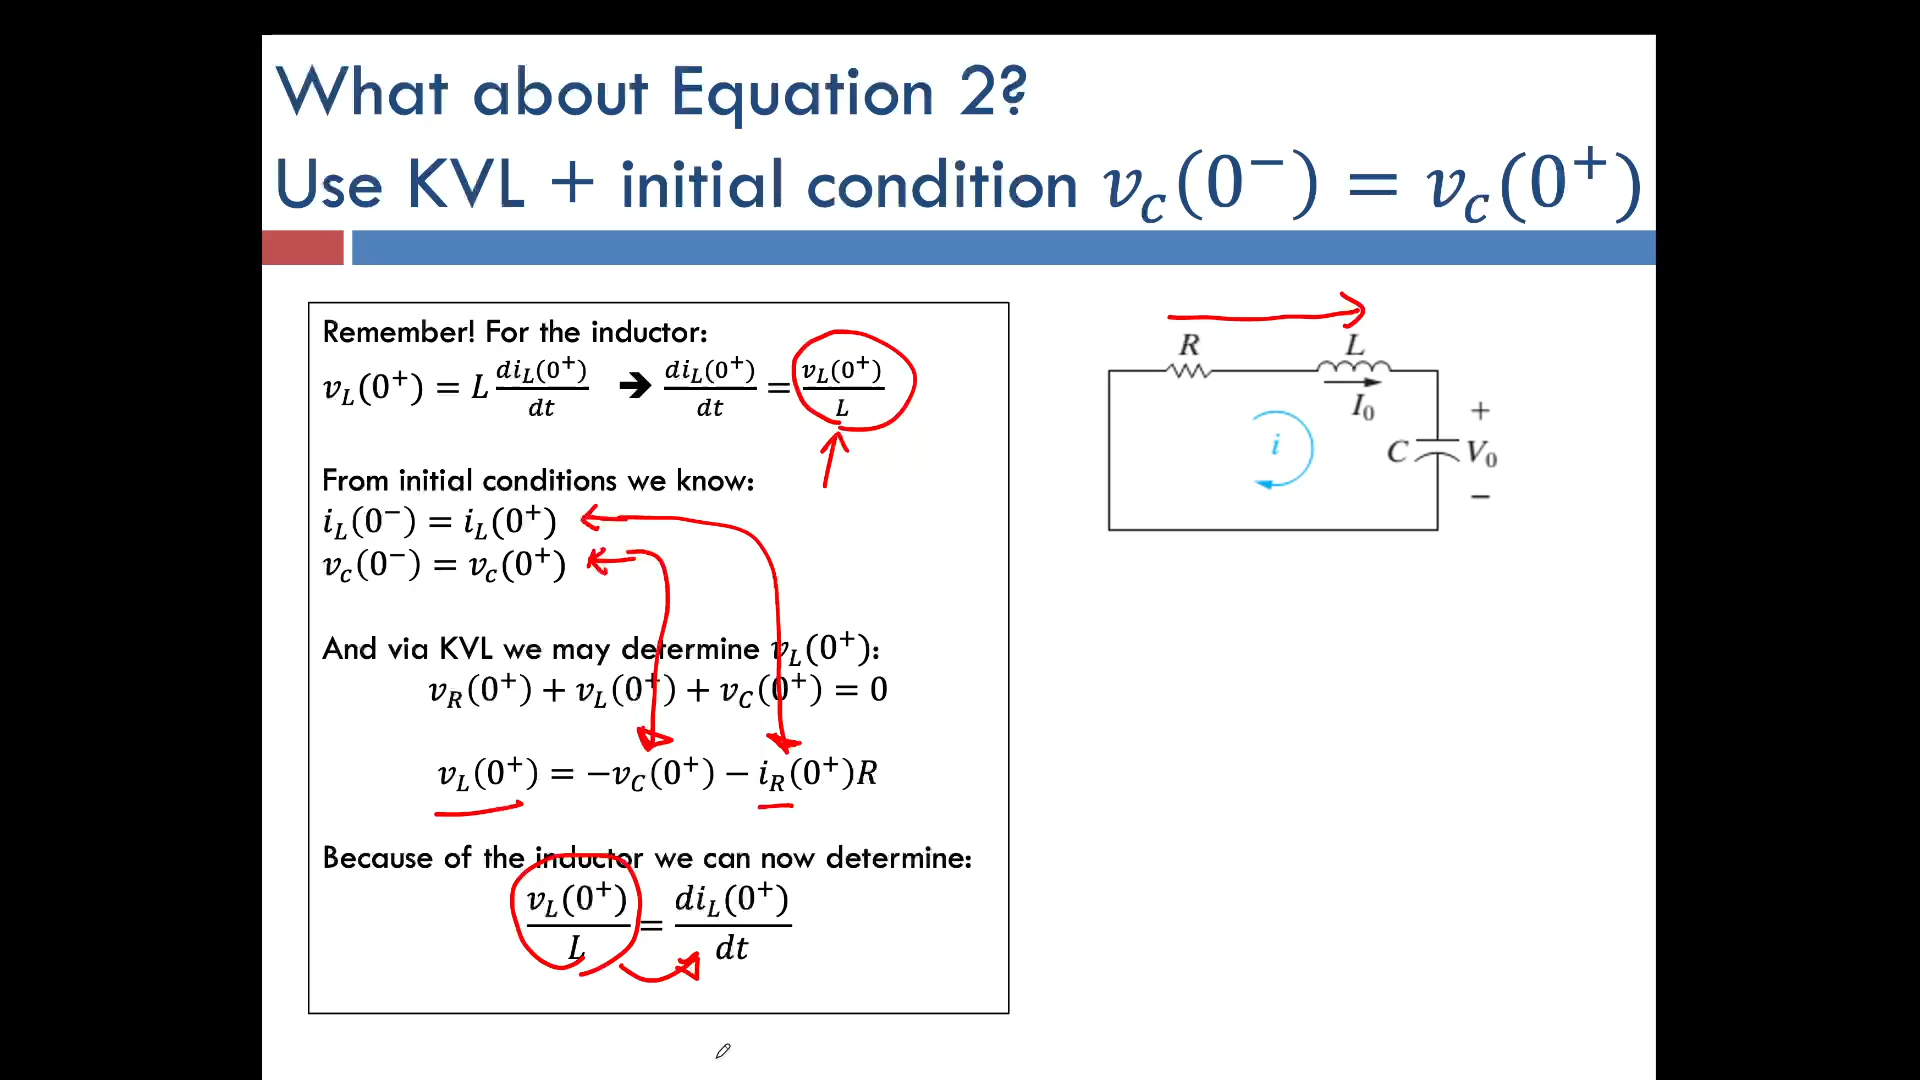 What about Equation 2?
Use KVL + initial condition v_C(0⁻) = v_C(0⁺)
Remember! For the inductor:
v_L(0⁺) = L di_L(0⁺)/dt ➔ di_L(0⁺)/dt = v_L(0⁺)/L
From initial conditions we know:
i_L(0⁻) = i_L(0⁺)
v_c(0⁻) = v_c(0⁺)
And via KVL we may determine v_L(0⁺):
v_R(0⁺) + v_L(0⁺) + v_C(0⁺) = 0
v_L(0⁺) = −v_C(0⁺) − i_R(0⁺)R
Because of the inductor we can now determine:
v_L(0⁺)/L = di_L(0⁺)/dt
R
L
I₀
i
C
+
V₀
−